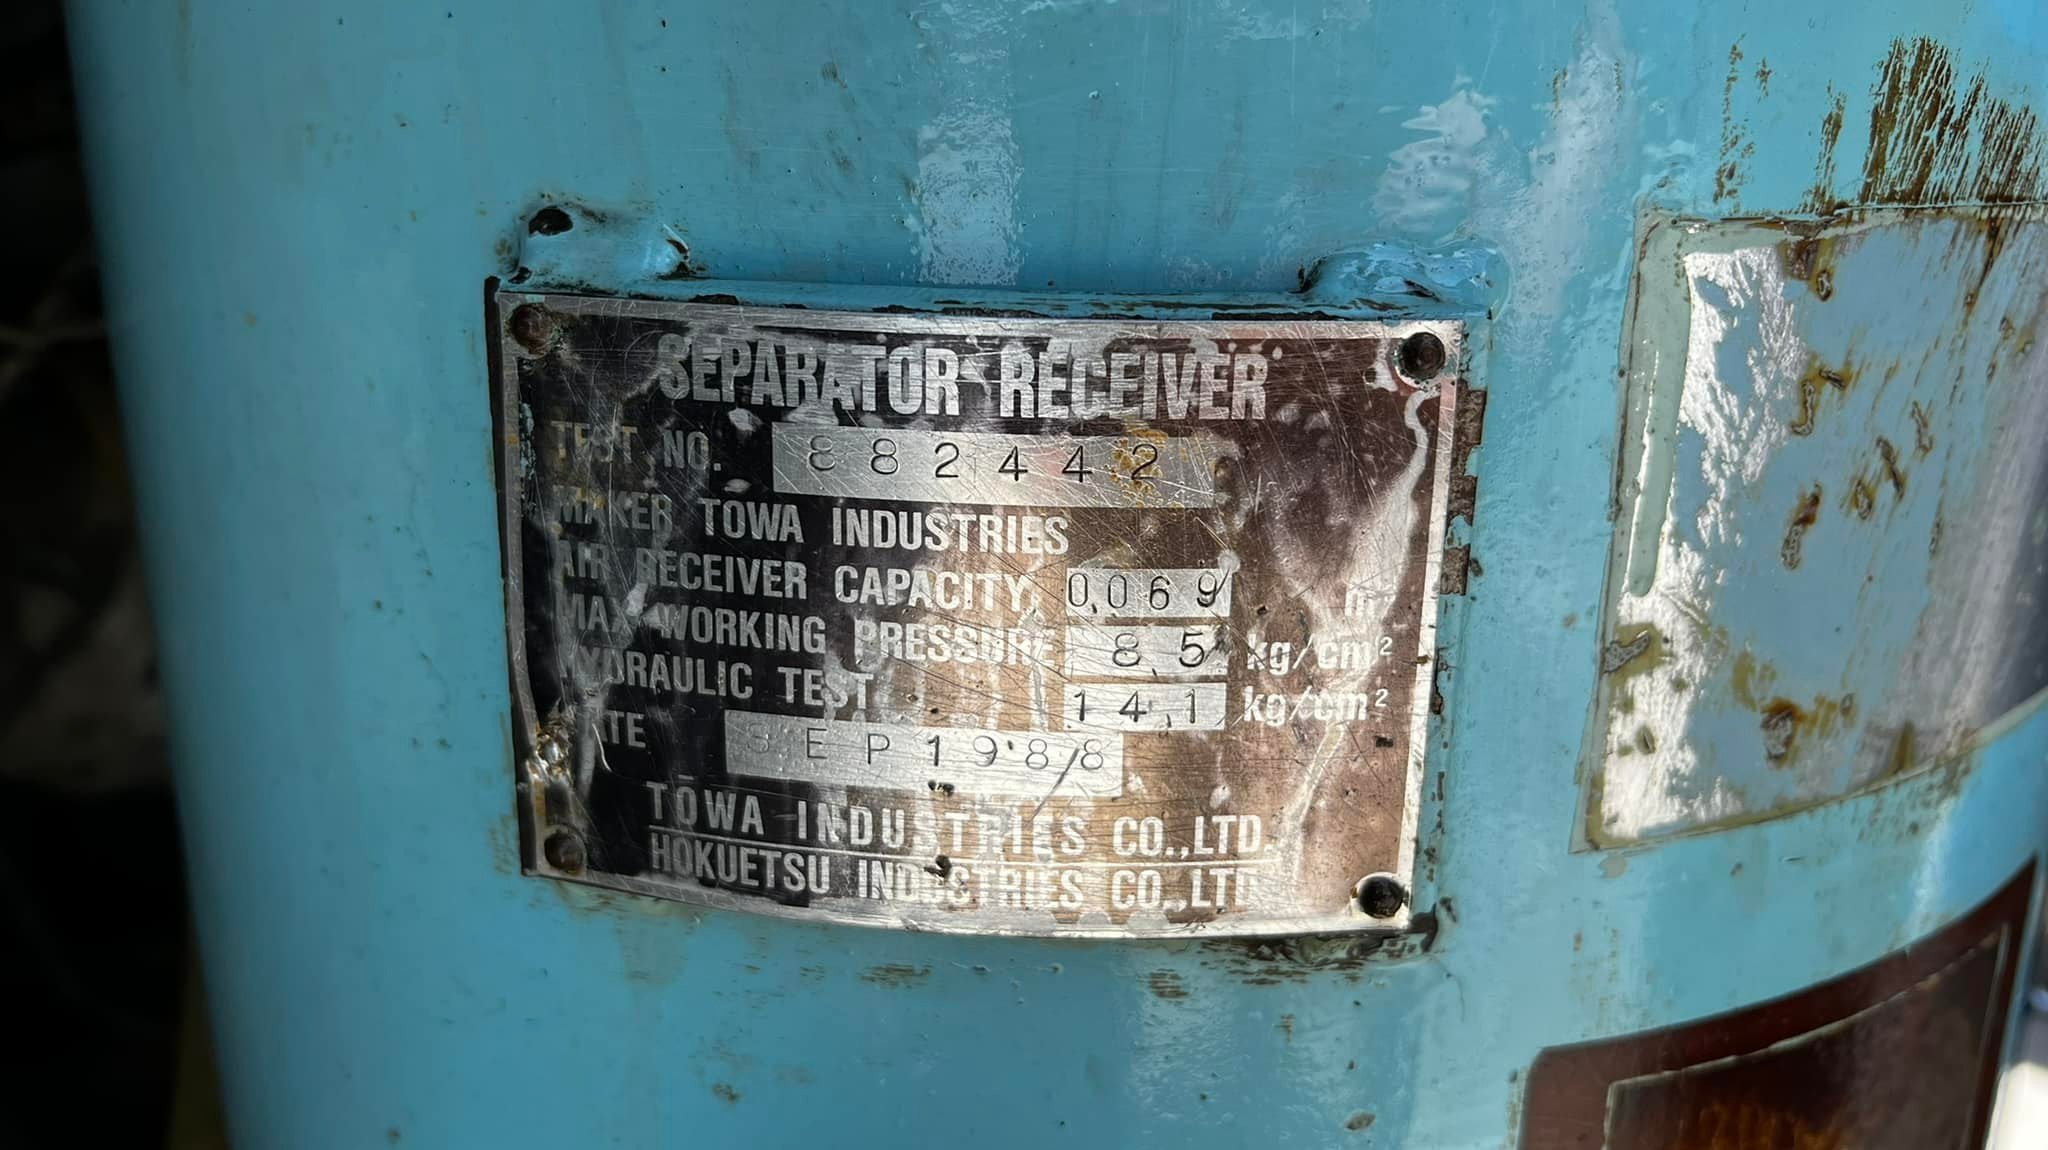 SEPARATOR RECEIVER
TEST NO. 882442
MAKER TOWA INDUSTRIES
AIR RECEIVER CAPACITY 0.069 m
MAX WORKING PRESSURE 8.5 kg/cm²
HYDRAULIC TEST 14.1 kg/cm²
DATE SEP 1988
TOWA INDUSTRIES CO.,LTD.
HOKUETSU INDUSTRIES CO.,LTD